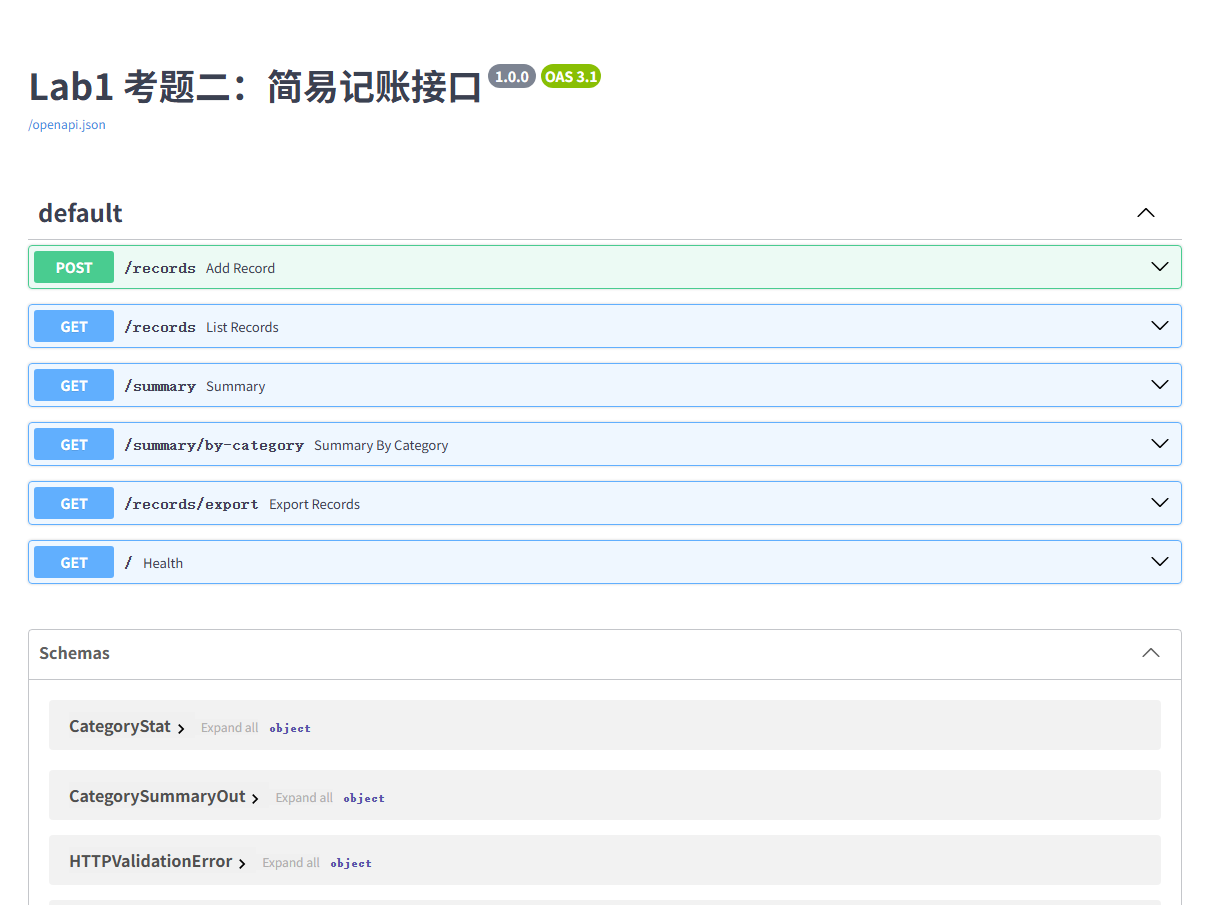 Lab1 考题二：简易记账接口 1.0.0 OAS 3.1
/openapi.json
default
POST /records Add Record
GET /records List Records
GET /summary Summary
GET /summary/by-category Summary By Category
GET /records/export Export Records
GET / Health
Schemas
CategoryStat Expand all object
CategorySummaryOut Expand all object
HTTPValidationError Expand all object